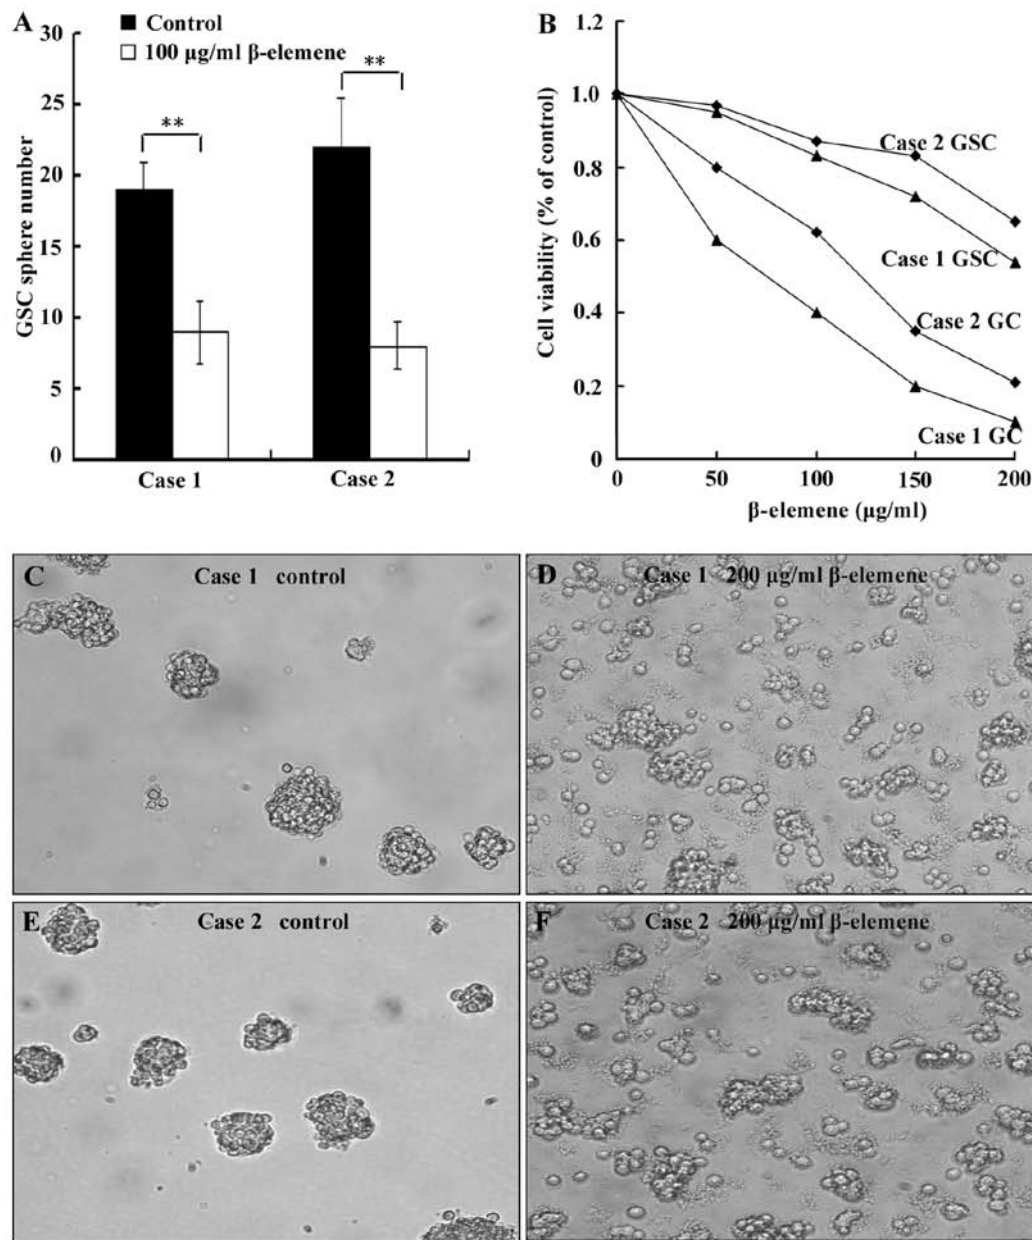 A
Control
100 μg/ml β-elemene
**
**
30
25
20
15
10
5
0
GSC sphere number
Case 1
Case 2
B
1.2
1.0
0.8
0.6
0.4
0.2
0
Cell viability (% of control)
Case 2 GSC
Case 1 GSC
Case 2 GC
Case 1 GC
0 50 100 150 200
β-elemene (μg/ml)
C Case 1 control
D Case 1 200 μg/ml β-elemene
E Case 2 control
F Case 2 200 μg/ml β-elemene